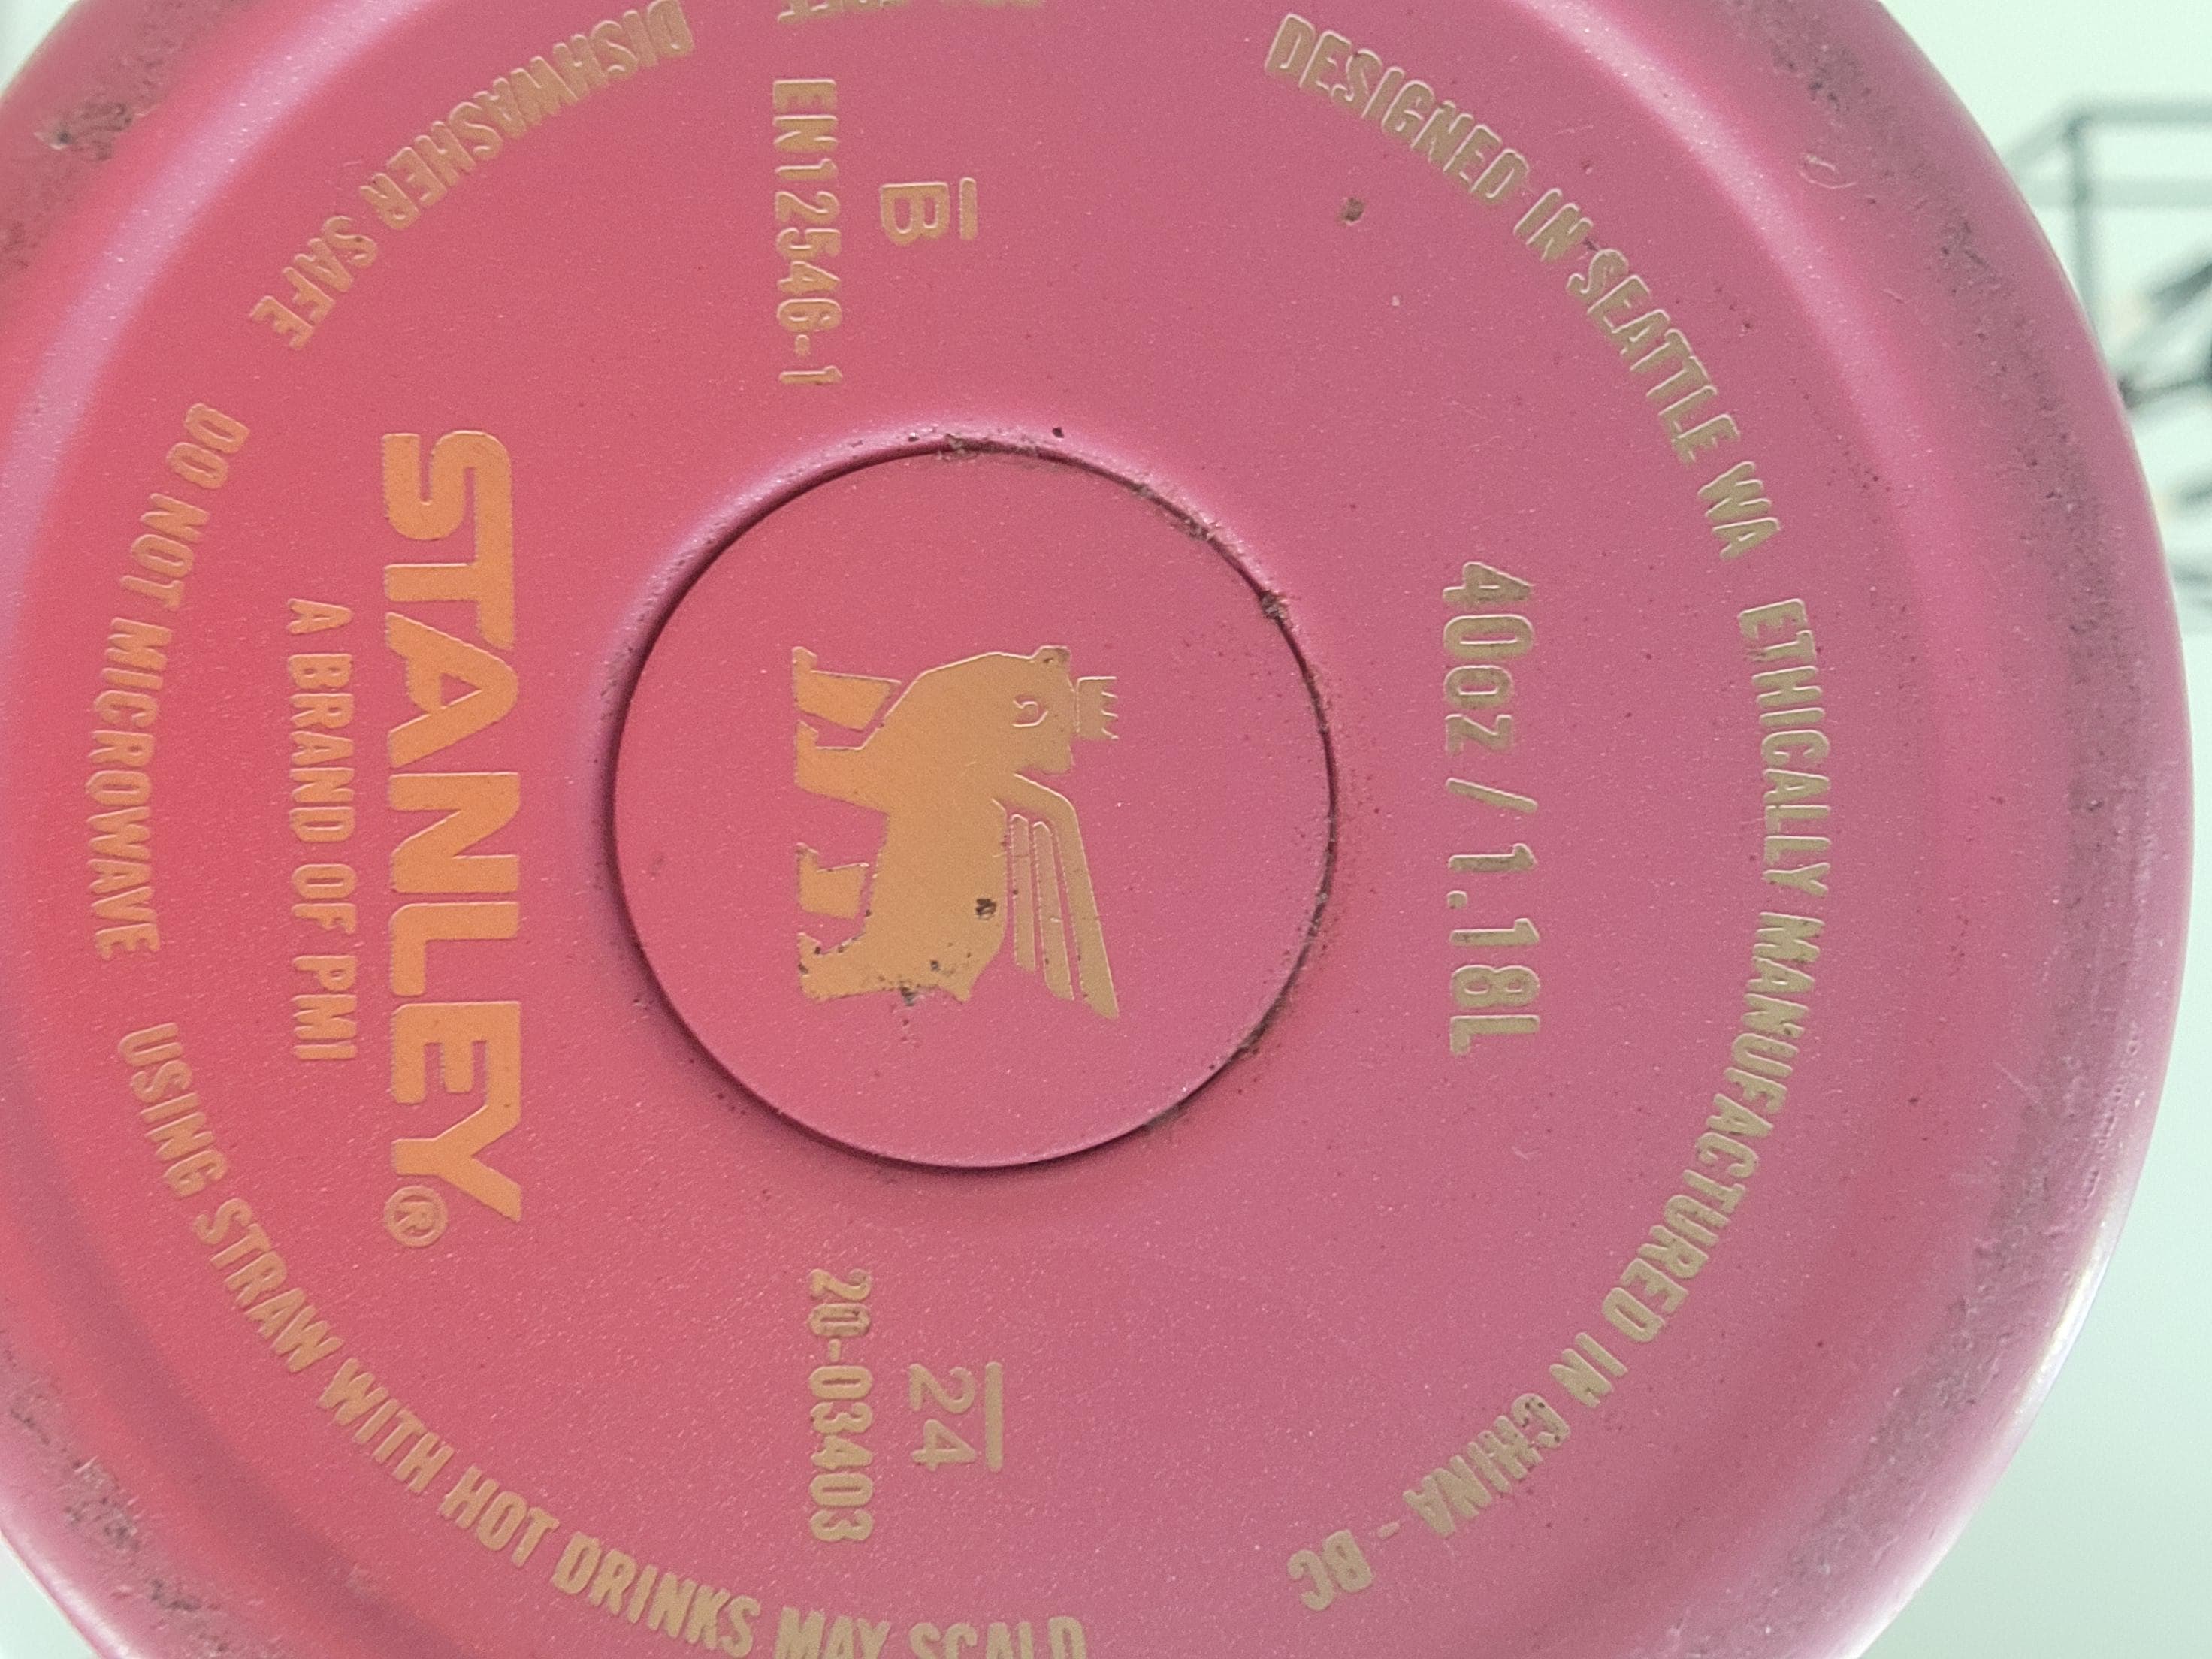 DESIGNED IN SEATTLE WA
ETHICALLY MANUFACTURED IN CHINA - BC
40oz / 1.18L
B
EN12546-1
24
20-03403
STANLEY®
A BRAND OF PMI
DISHWASHER SAFE
DO NOT MICROWAVE
USING STRAW WITH HOT DRINKS MAY SCALD